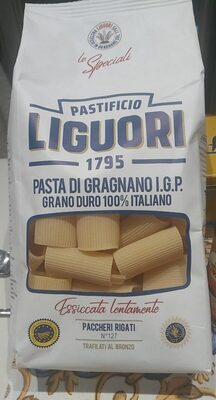 le Speciali
PASTIFICIO
LIGUORI
1795
PASTA DI GRAGNANO I.G.P.
GRANO DURO 100% ITALIANO
Essiccata lentamente
PACCHERI RIGATI
N°127
TRAFILATI AL BRONZO